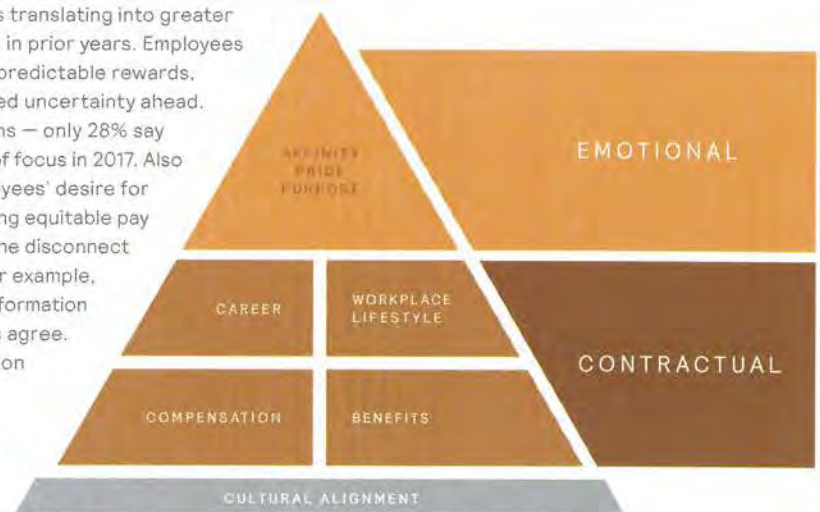 s translating into greater
in prior years. Employees
predictable rewards,
ed uncertainty ahead.
ns — only 28% say
of focus in 2017. Also
yees' desire for
ng equitable pay
he disconnect
r example,
formation
s agree.
on
AFFINITY
PRIDE
PURPOSE
EMOTIONAL
CAREER
WORKPLACE
LIFESTYLE
CONTRACTUAL
COMPENSATION
BENEFITS
CULTURAL ALIGNMENT